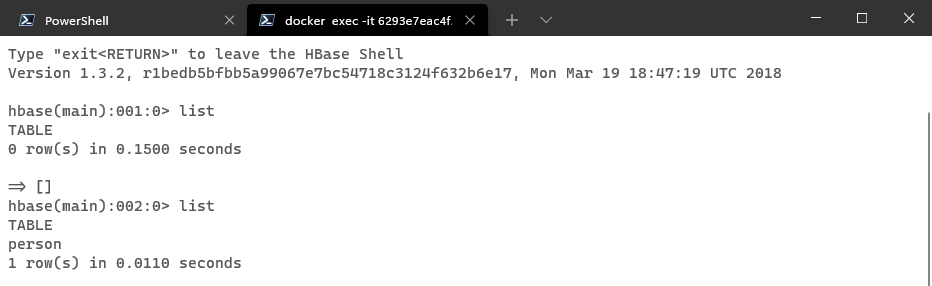 PowerShell
docker exec -it 6293e7eac4f.
Type "exit<RETURN>" to leave the HBase Shell
Version 1.3.2, r1bedb5bfbb5a99067e7bc54718c3124f632b6e17, Mon Mar 19 18:47:19 UTC 2018
hbase(main):001:0> list
TABLE
0 row(s) in 0.1500 seconds
=> []
hbase(main):002:0> list
TABLE
person
1 row(s) in 0.0110 seconds